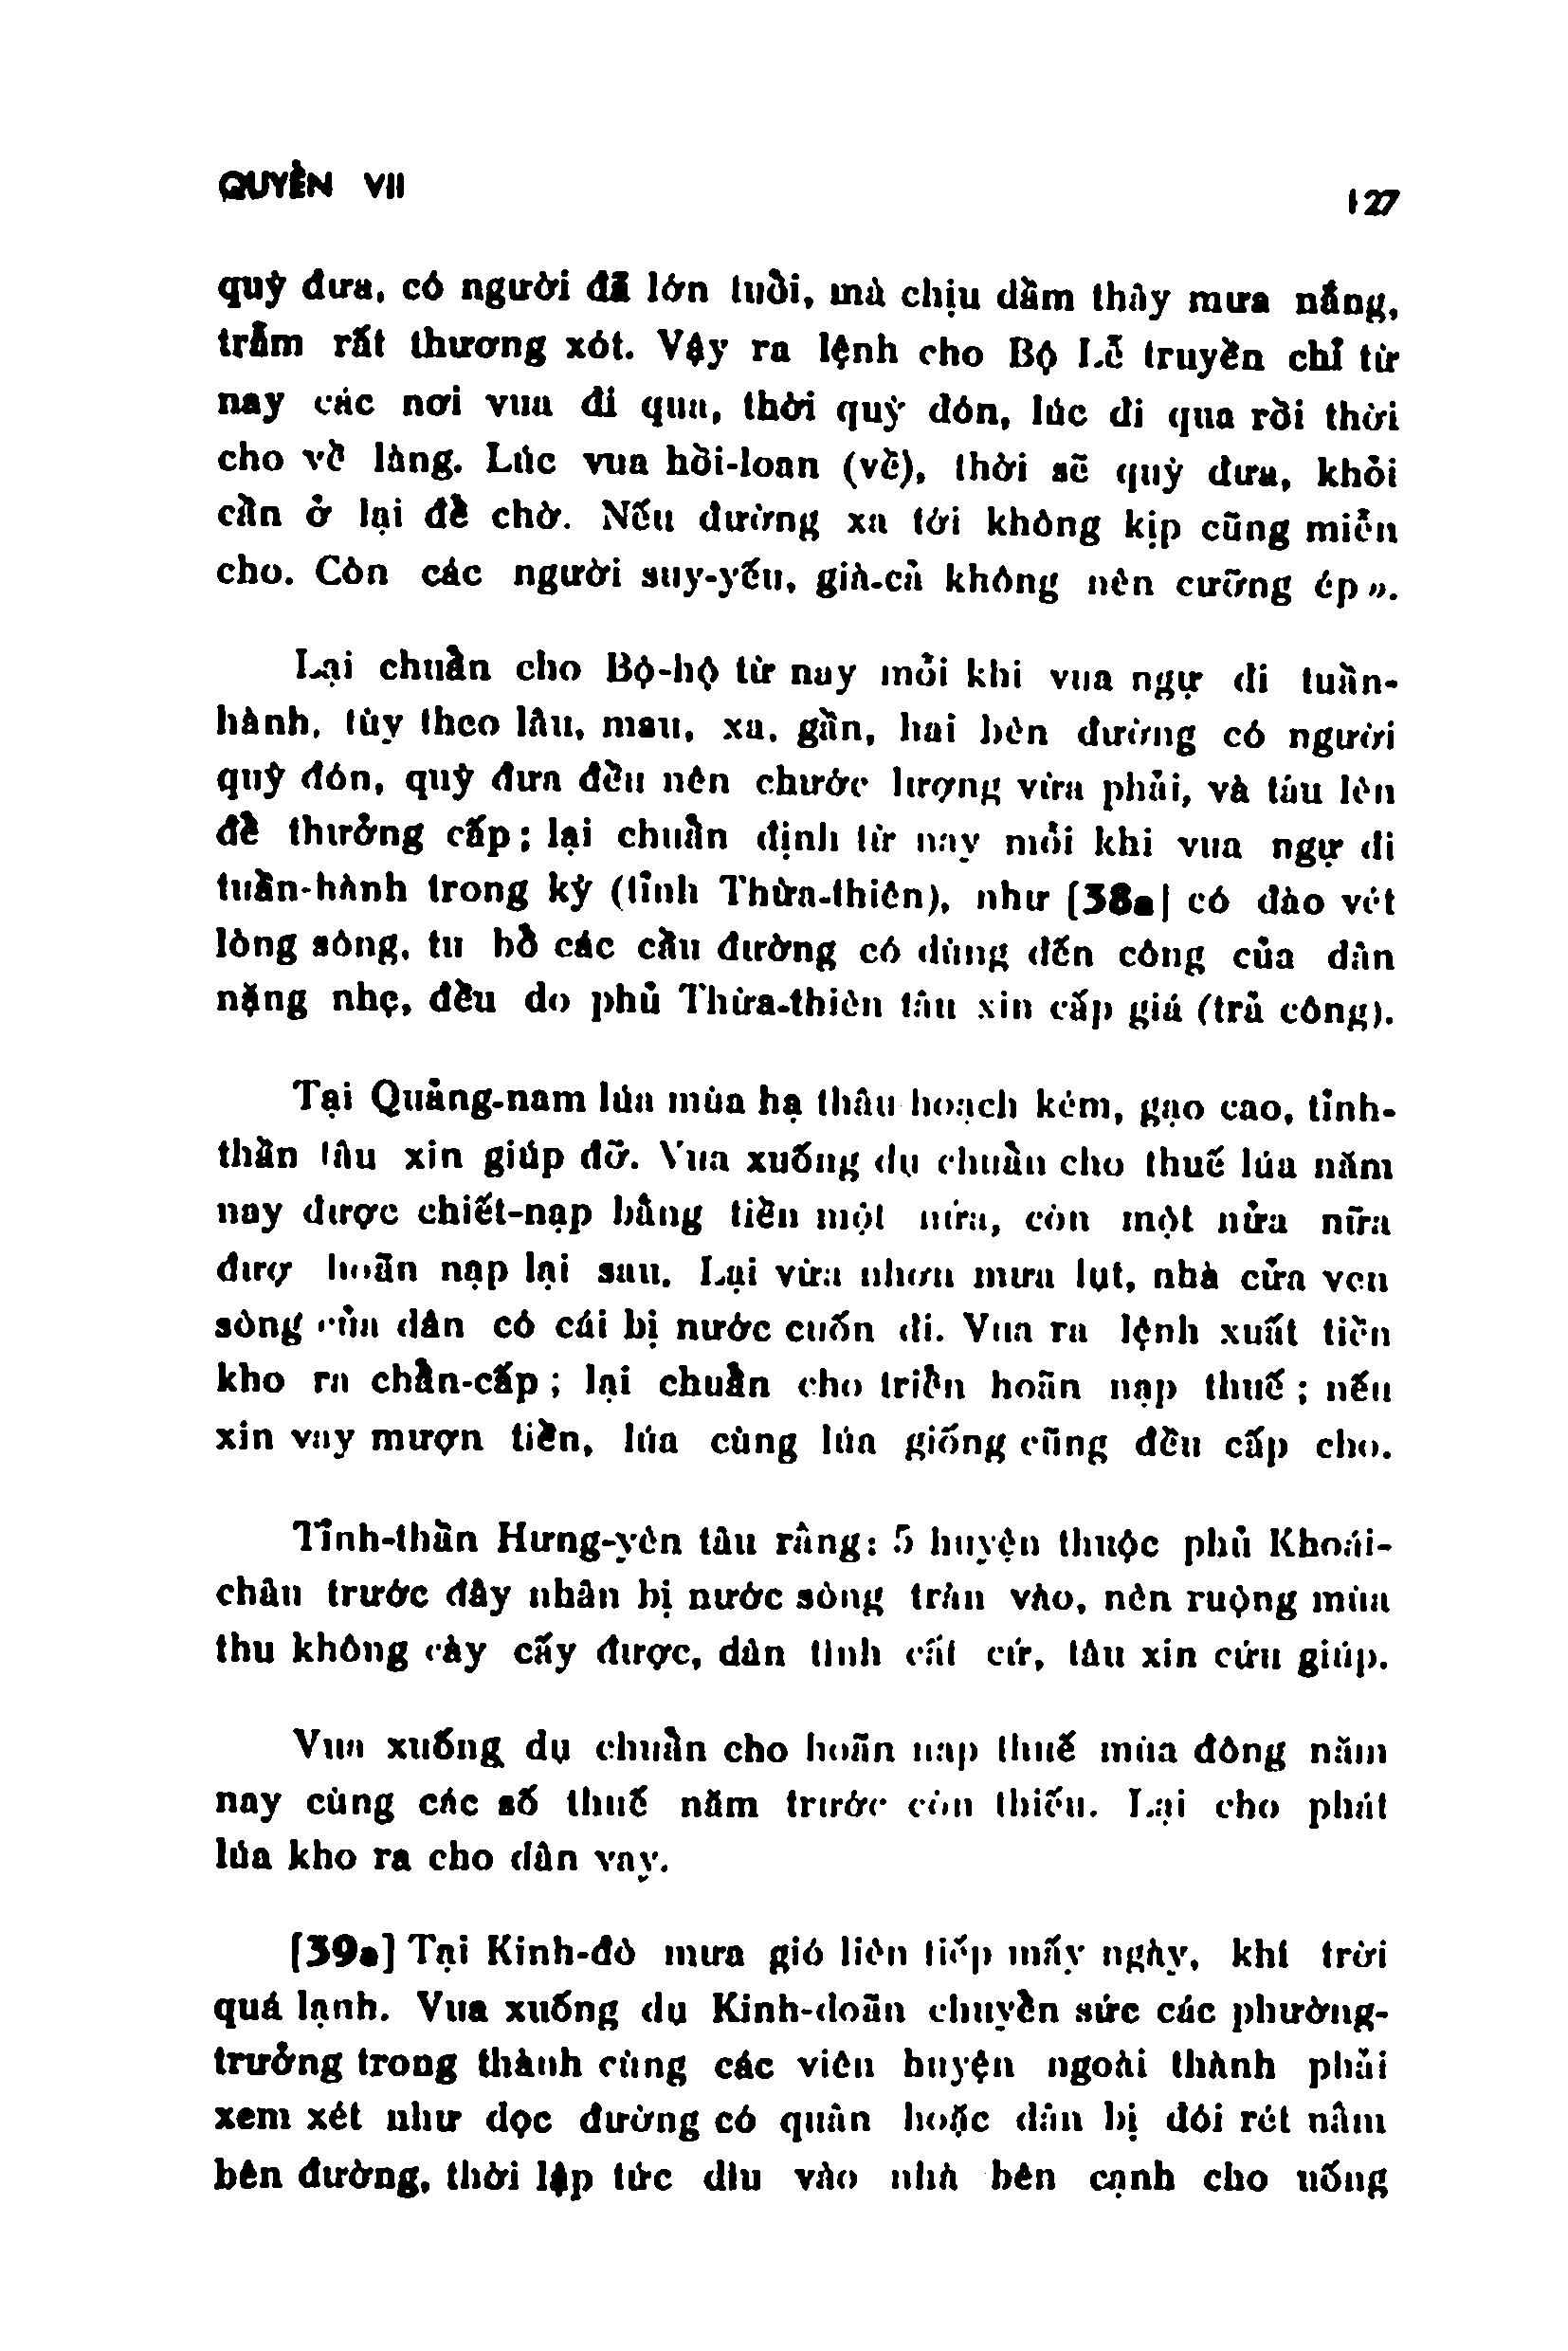 QUYỂN VII
127
quỳ đưa, có người đã lớn tuổi, mà chịu dầm thây mưa nắng,
trẫm rất thương xót. Vậy ra lệnh cho Bộ Lễ truyền chỉ từ
nay các nơi vua đi qua, thời quỳ đón, lúc đi qua rồi thời
cho về làng. Lúc vua hồi-loan (về), thời sẽ quỳ đưa, khỏi
cần ở lại để chờ. Nếu đường xa tới không kịp cũng miễn
cho. Còn các người suy-yếu, già-cả không nên cưỡng ép».
Lại chuẩn cho Bộ-hộ từ nay mỗi khi vua ngự đi tuần-
hành, tùy theo lâu, mau, xa, gần, hai bên đường có người
quỳ đón, quỳ đưa đều nên chước lượng vừa phải, và tâu lên
để thưởng cấp; lại chuẩn định từ nay mỗi khi vua ngự đi
tuần-hành trong kỳ (tỉnh Thừa-thiên), như [38a] có đào vét
lòng sông, tu bổ các cầu đường có dùng đến công của dân
nặng nhẹ, đều do phủ Thừa-thiên tâu xin cấp giá (trả công).
Tại Quảng-nam lúa mùa hạ thâu hoạch kém, gạo cao, tỉnh-
thần tâu xin giúp đỡ. Vua xuống dụ chuẩn cho thuế lúa năm
nay được chiết-nạp bằng tiền một nửa, còn một nửa nữa
đượ hoãn nạp lại sau. Lại vừa nhơn mưa lụt, nhà cửa ven
sông của dân có cái bị nước cuốn đi. Vua ra lệnh xuất tiền
kho ra chẩn-cấp; lại chuẩn cho triển hoãn nạp thuế; nếu
xin vay mượn tiền, lúa cùng lúa giống cũng đều cấp cho.
Tỉnh-thần Hưng-yên tâu rằng: 5 huyện thuộc phủ Khoái-
châu trước đây nhân bị nước sông tràn vào, nên ruộng mùa
thu không cày cấy được, dân tình cất cứ, tâu xin cứu giúp.
Vua xuống dụ chuẩn cho hoãn nạp thuế mùa đông năm
nay cùng các số thuế năm trước còn thiếu. Lại cho phát
lúa kho ra cho dân vay.
[39a] Tại Kinh-đô mưa gió liên tiếp mấy ngày, khí trời
quá lạnh. Vua xuống dụ Kinh-doãn chuyển sức các phường-
trưởng trong thành cùng các viên huyện ngoài thành phải
xem xét như dọc đường có quân hoặc dân bị đói rét nằm
bên đường, thời lập tức dìu vào nhà bên cạnh cho uống